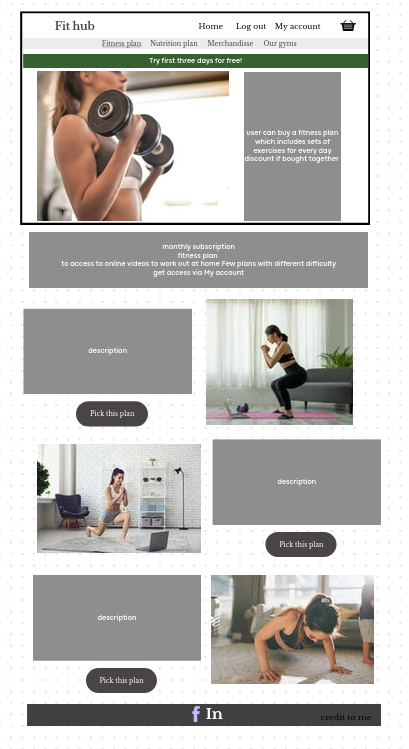 Fit hub
Home Log out My account
Fitness plan Nutrition plan Merchandisse Our gyms
Try first three days for free!
user can buy a fitness plan
which includes sets of
exercises for every day
discount if bought together
monthly subscription
fitness plan
to access to online videos to work out at home Few plans with different difficulty
get access via My account
description
Pick this plan
description
Pick this plan
description
Pick this plan
f In
credit to me